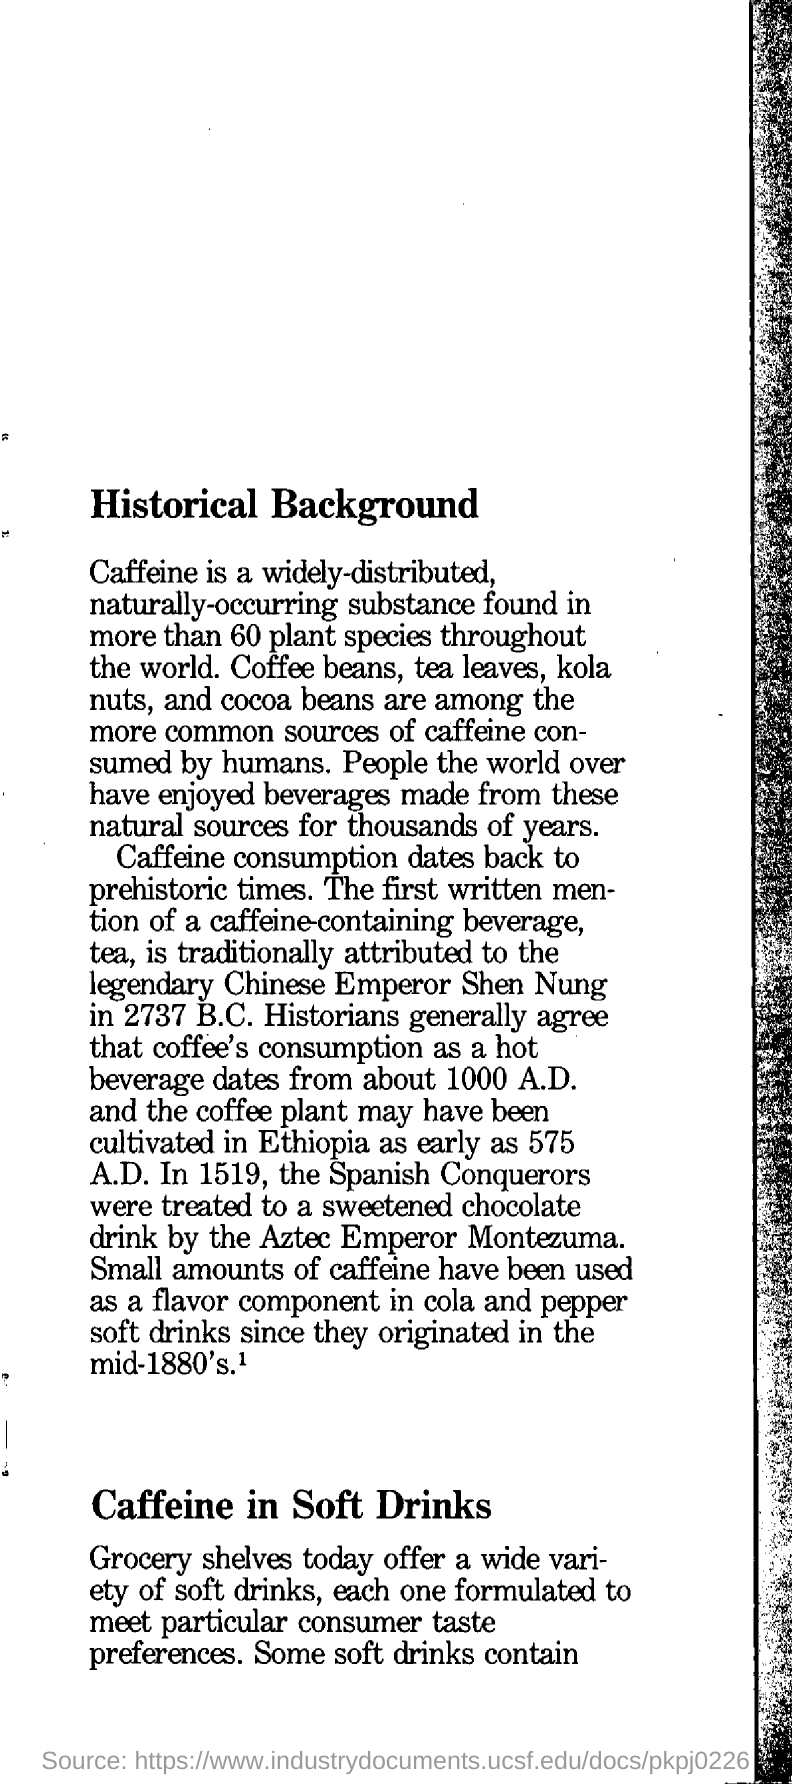 Historical Background
Caffeine is a widely-distributed,
naturally-occurring substance found in
more than 60 plant species throughout
the world. Coffee beans, tea leaves, kola
nuts, and cocoa beans are among the
more common sources of caffeine con-
sumed by humans. People the world over
have enjoyed beverages made from these
natural sources for thousands of years.
Caffeine consumption dates back to
prehistoric times. The first written men-
tion of a caffeine-containing beverage,
tea, is traditionally attributed to the
legendary Chinese Emperor Shen Nung
in 2737 B.C. Historians generally agree
that coffee's consumption as a hot
beverage dates from about 1000 A.D.
and the coffee plant may have been
cultivated in Ethiopia as early as 575
A.D. In 1519, the Spanish Conquerors
were treated to a sweetened chocolate
drink by the Aztec Emperor Montezuma.
Small amounts of caffeine have been used
as a flavor component in cola and pepper
soft drinks since they originated in the
mid-1880's.¹
Caffeine in Soft Drinks
Grocery shelves today offer a wide vari-
ety of soft drinks, each one formulated to
meet particular consumer taste
preferences. Some soft drinks contain
Source: https://www.industrydocuments.ucsf.edu/docs/pkpj0226